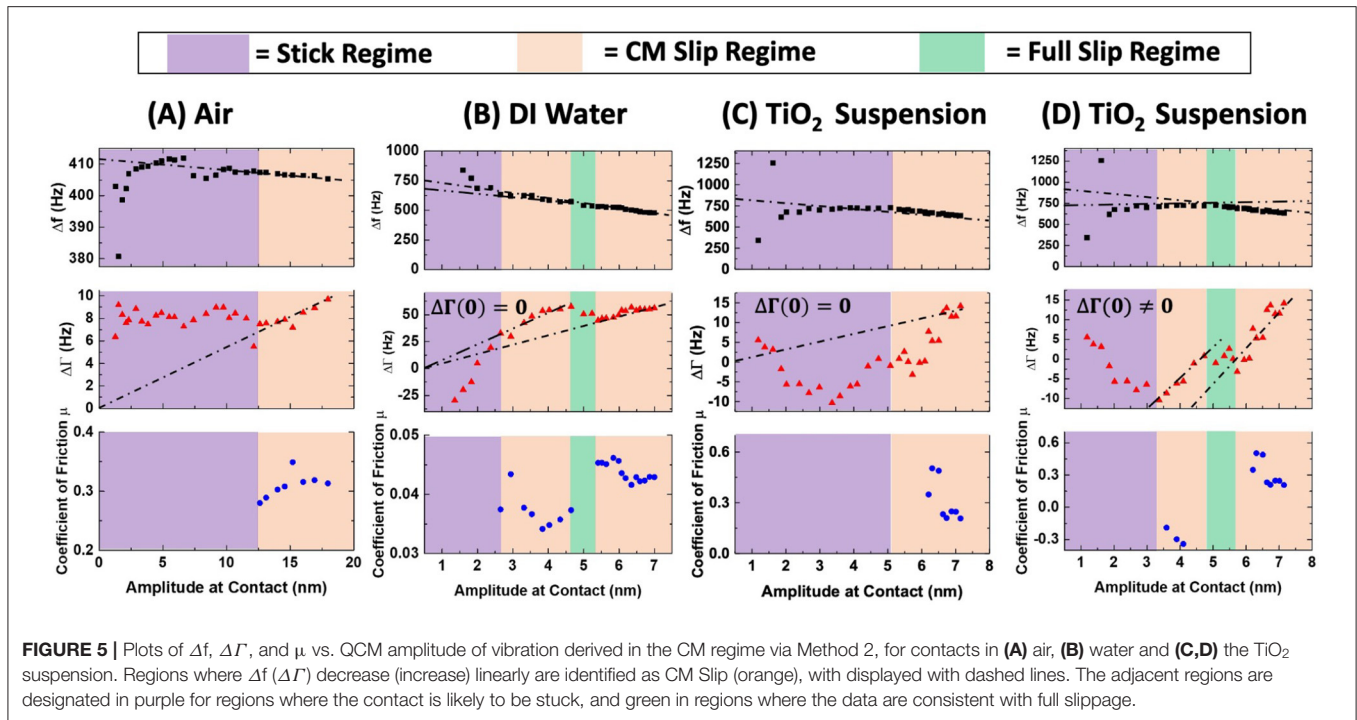 = Stick Regime = CM Slip Regime = Full Slip Regime
(A) Air (B) DI Water (C) TiO₂ Suspension (D) TiO₂ Suspension
Δf (Hz)
410
400
390
380
Δf (Hz)
1000
750
500
250
0
Δf (Hz)
1250
1000
750
500
250
0
Δf (Hz)
1250
1000
750
500
250
0
ΔΓ (Hz)
10
8
6
4
2
0
ΔΓ(0) = 0
ΔΓ (Hz)
50
25
0
-25
ΔΓ(0) = 0
ΔΓ (Hz)
15
10
5
0
-5
-10
ΔΓ(0) ≠ 0
ΔΓ (Hz)
15
10
5
0
-5
-10
Coefficient of Friction μ
0.4
0.3
0.2
0 5 10 15 20
Amplitude at Contact (nm)
Coefficient of Friction μ
0.05
0.04
0.03
1 2 3 4 5 6 7
Amplitude at Contact (nm)
Coefficient of Friction μ
0.9
0.6
0.3
0.0
1 2 3 4 5 6 7 8
Amplitude at Contact (nm)
Coefficient of Friction μ
0.6
0.3
0.0
-0.3
1 2 3 4 5 6 7 8
Amplitude at Contact (nm)
FIGURE 5 | Plots of Δf, ΔΓ, and μ vs. QCM amplitude of vibration derived in the CM regime via Method 2, for contacts in (A) air, (B) water and (C,D) the TiO₂
suspension. Regions where Δf (ΔΓ) decrease (increase) linearly are identified as CM Slip (orange), with displayed with dashed lines. The adjacent regions are
designated in purple for regions where the contact is likely to be stuck, and green in regions where the data are consistent with full slippage.